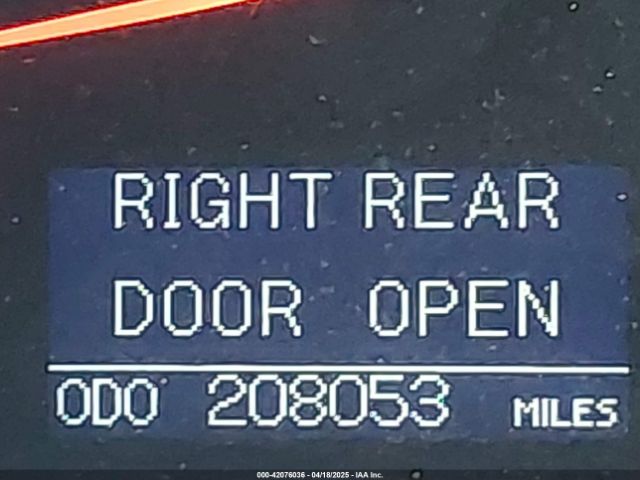 RIGHT REAR
DOOR OPEN
ODO 208053 MILES
000-42076036 - 04/18/2025 - IAA Inc.